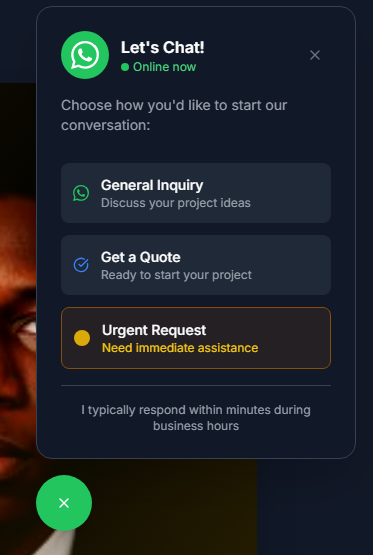 Let's Chat!
Online now
Choose how you'd like to start our
conversation:
General Inquiry
Discuss your project ideas
Get a Quote
Ready to start your project
Urgent Request
Need immediate assistance
I typically respond within minutes during
business hours